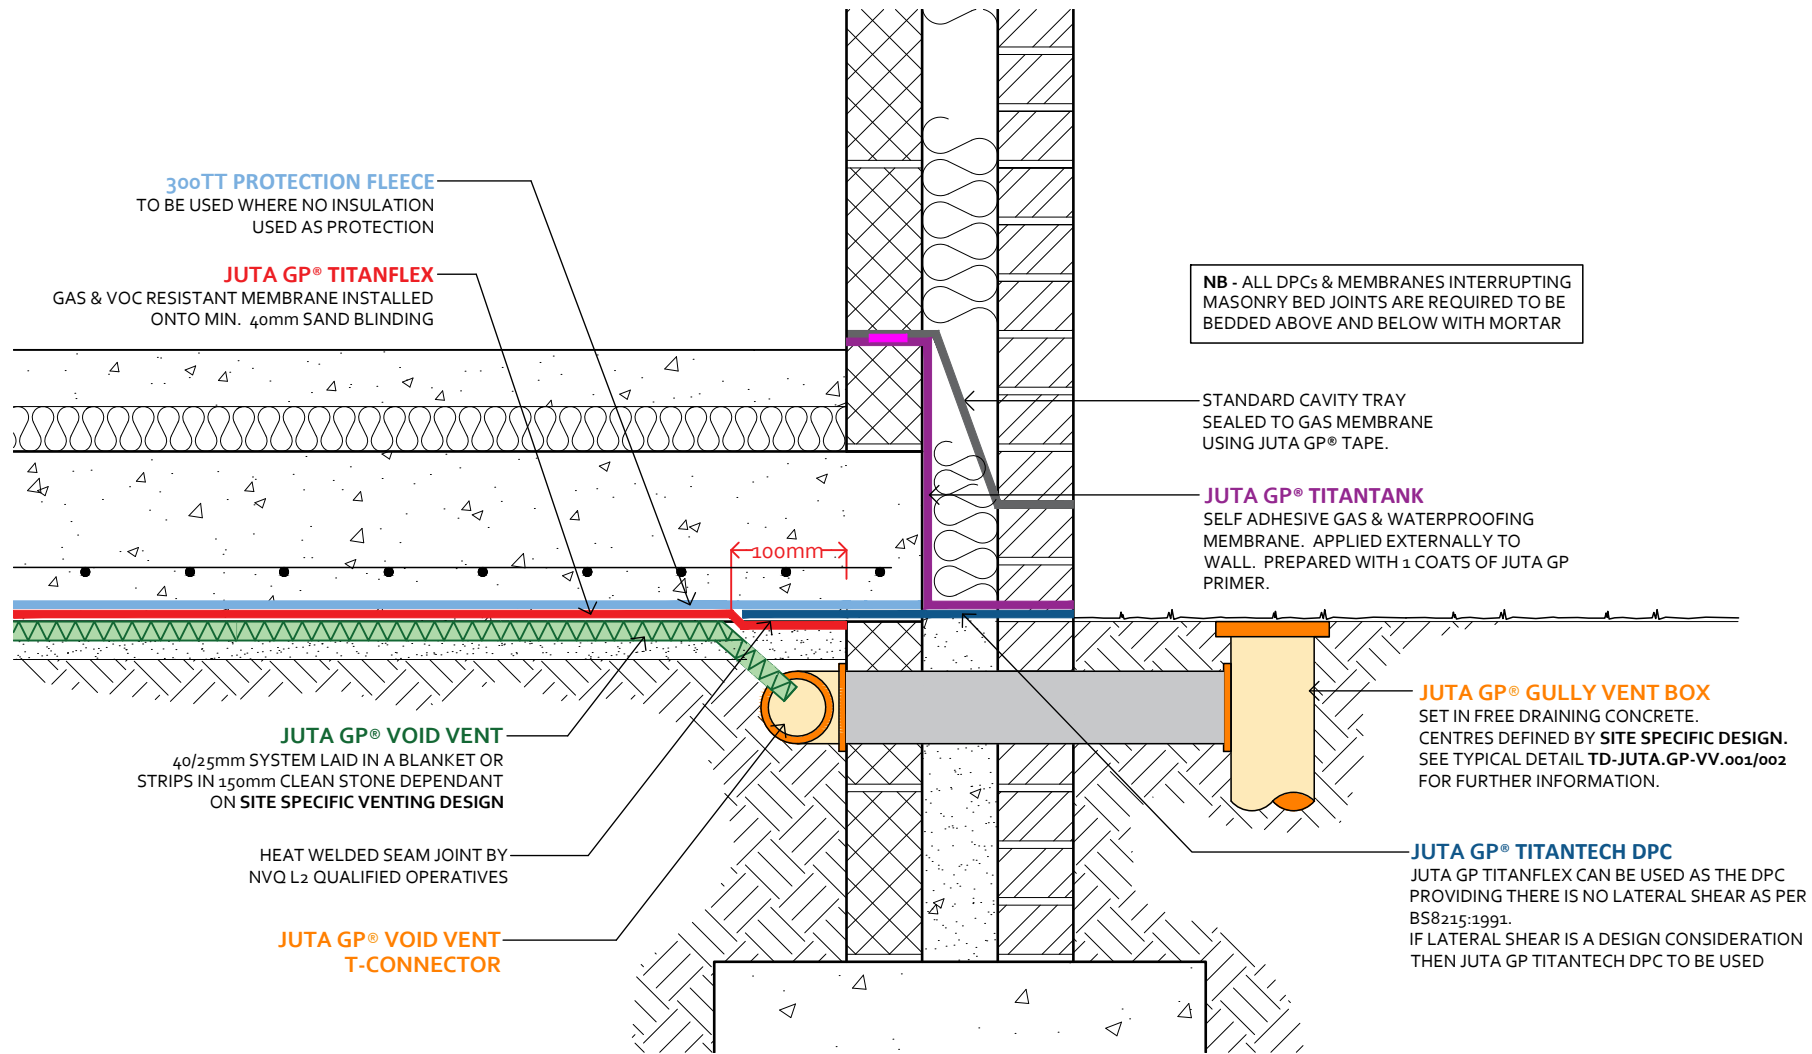 300TT PROTECTION FLEECE
TO BE USED WHERE NO INSULATION
USED AS PROTECTION
JUTA GP® TITANFLEX
GAS & VOC RESISTANT MEMBRANE INSTALLED
ONTO MIN. 40mm SAND BLINDING
100mm
JUTA GP® VOID VENT
40/25mm SYSTEM LAID IN A BLANKET OR
STRIPS IN 150mm CLEAN STONE DEPENDANT
ON SITE SPECIFIC VENTING DESIGN
HEAT WELDED SEAM JOINT BY
NVQ L2 QUALIFIED OPERATIVES
JUTA GP® VOID VENT
T-CONNECTOR
NB - ALL DPCs & MEMBRANES INTERRUPTING
MASONRY BED JOINTS ARE REQUIRED TO BE
BEDDED ABOVE AND BELOW WITH MORTAR
STANDARD CAVITY TRAY
SEALED TO GAS MEMBRANE
USING JUTA GP® TAPE.
JUTA GP® TITANTANK
SELF ADHESIVE GAS & WATERPROOFING
MEMBRANE. APPLIED EXTERNALLY TO
WALL. PREPARED WITH 1 COATS OF JUTA GP
PRIMER.
JUTA GP® GULLY VENT BOX
SET IN FREE DRAINING CONCRETE.
CENTRES DEFINED BY SITE SPECIFIC DESIGN.
SEE TYPICAL DETAIL TD-JUTA.GP-VV.001/002
FOR FURTHER INFORMATION.
JUTA GP® TITANTECH DPC
JUTA GP TITANFLEX CAN BE USED AS THE DPC
PROVIDING THERE IS NO LATERAL SHEAR AS PER
BS8215:1991.
IF LATERAL SHEAR IS A DESIGN CONSIDERATION
THEN JUTA GP TITANTECH DPC TO BE USED